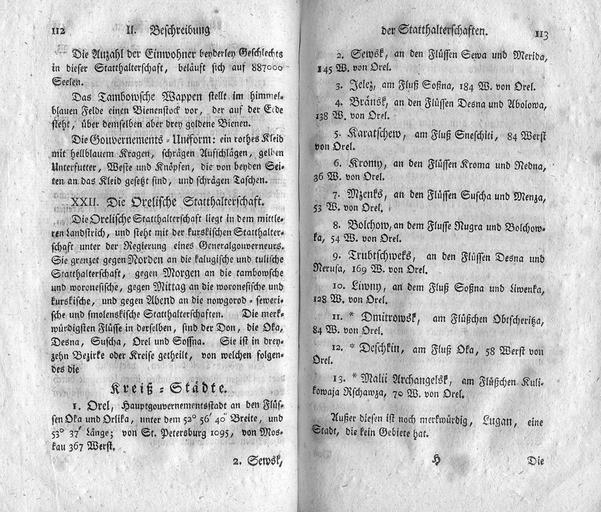 112 II. Beschreibung
Die Anzahl der Einwohner beyderley Geschlechts
in dieser Statthalterschaft, beläuft sich auf 887000
Seelen.
Das Tambowsche Wappen stellt im himmel-
blauen Felde einen Bienenstock vor, der auf der Erde
steht, über demselben aber drey goldene Bienen.
Die Gouvernements-Uniform: ein rothes Kleid
mit hellblauem Kragen, schrägen Aufschlägen, gelben
Unterfutter, Weste und Knöpfen, die von beyden Sei-
ten an das Kleid gesetzt sind, und schrägen Taschen.
XXII. Die Orelische Statthalterschaft.
Die Orelische Statthalterschaft liegt in dem mittle-
ren Landstrich, und steht mit der kurskischen Statthalter-
schaft unter der Regierung eines Generalgouverneurs.
Sie grenzet gegen Norden an die kalugische und tulische
Statthalterschaft, gegen Morgen an die tambowsche
und woronesische, gegen Mittag an die woronesische und
kurskische, und gegen Abend an die nowgorod-seweri-
sche und smolenskische Statthalterschaften. Die merk-
würdigsten Flüsse in derselben, sind der Don, die Oka,
Desna, Suscha, Orel und Sossna. Sie ist in drey-
zehn Bezirke oder Kreise getheilt, von welchen folgen-
des die
Kreiß-Städte.
1. Orel, Hauptgouvernementsstadt an den Flüs-
sen Oka und Orlika, unter dem 52° 56′ 40″ Breite, und
53° 37′ Länge; von St. Petersburg 1095, von Mos-
kau 367 Werst.
2. Sewsk,
der Statthalterschaften. 113
2. Sewsk, an den Flüssen Sewa und Merida,
145 W. von Orel.
3. Jelez, am Fluß Soßna, 184 W. von Orel.
4. Bränsk, an den Flüssen Desna und Abolowa,
138 W. von Orel.
5. Karatschew, am Fluß Sneschki, 84 Werst
von Orel.
6. Kromy, an den Flüssen Kroma und Nedna,
36 W. von Orel.
7. Mzensk, an den Flüssen Suscha und Menza,
53 W. von Orel.
8. Bolchow, an dem Flusse Nugra und Bolchow-
ka, 54 W. von Orel.
9. Trubtschweks, an den Flüssen Desna und
Nerusa, 169 W. von Orel.
10. Liwny, an dem Fluß Soßna und Liwenka,
128 W. von Orel.
11. * Dmitrowsk, am Flüßchen Obtscheritza,
84 W. von Orel.
12. * Deschkin, am Fluß Oka, 58 Werst von
Orel.
13. * Malii Archangelsk, am Flüßchen Kuli-
kowaja Rschawza, 70 W. von Orel.
Außer diesen ist noch merkwürdig, Lugan, eine
Stadt, die kein Gebiete hat.
H Die